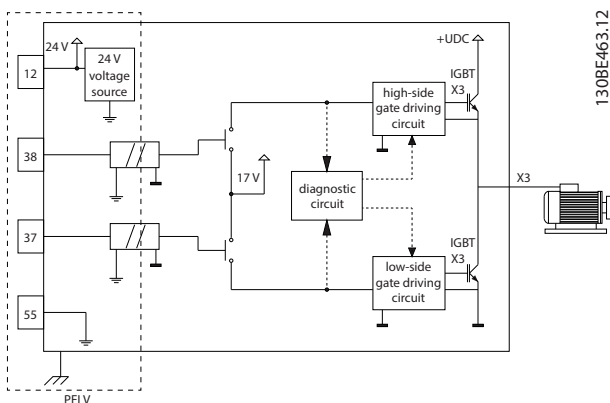 130BE463.12
+UDC
24 V
12
24 V
voltage
source
IGBT
X3
high-side
gate driving
circuit
38
17 V
diagnostic
circuit
X3
37
IGBT
X3
low-side
gate driving
circuit
55
PELV